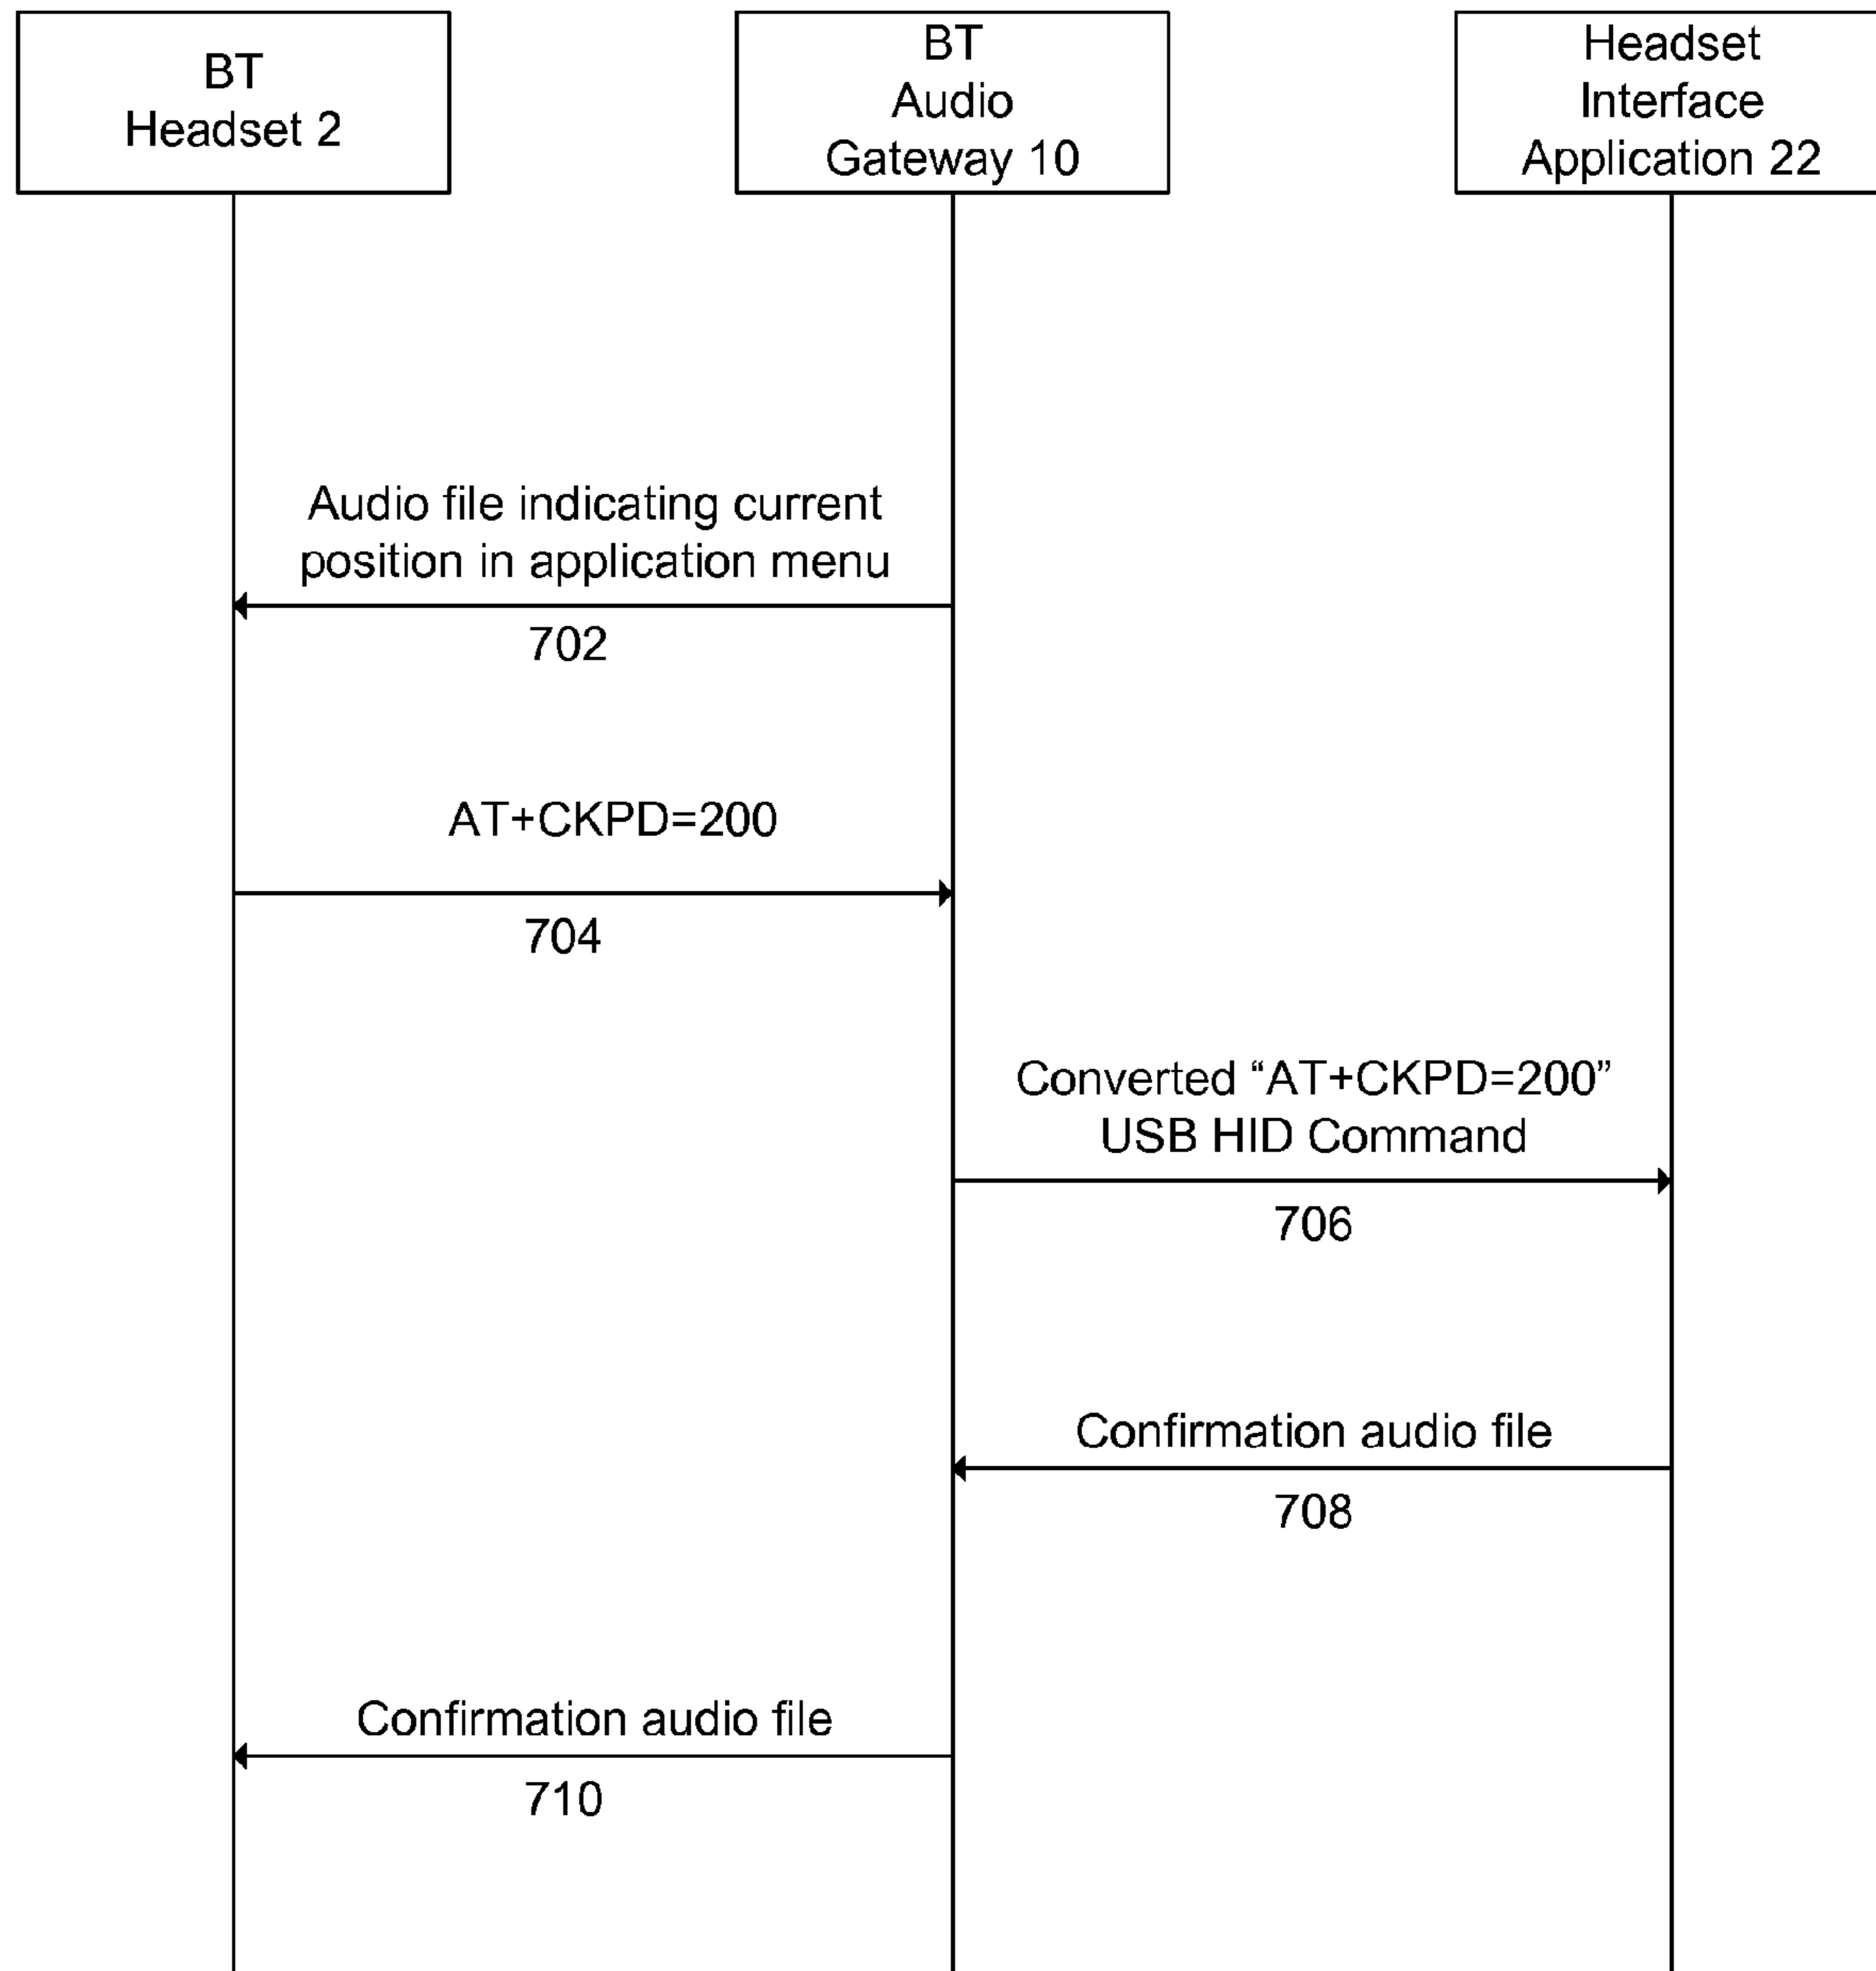 BT
Headset 2
BT
Audio
Gateway 10
Headset
Interface
Application 22
Audio file indicating current
position in application menu
702
AT+CKPD=200
704
Converted “AT+CKPD=200”
USB HID Command
706
Confirmation audio file
708
Confirmation audio file
710